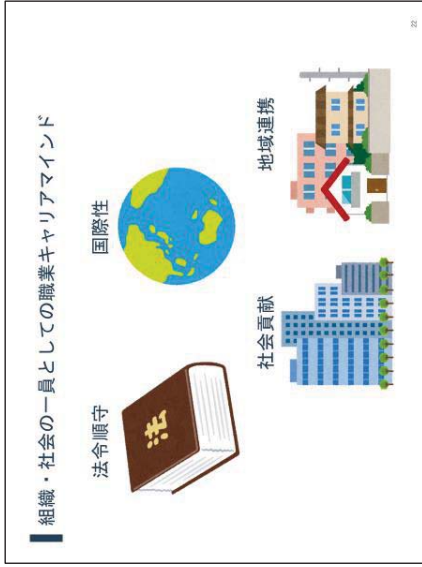 組織・社会の一員としての職業キャリアマインド
法令順守
国際性
法
社会貢献
地域連携
22